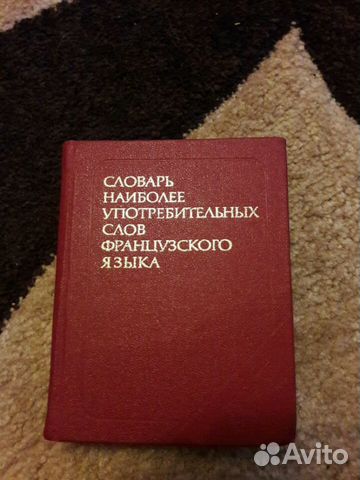 СЛОВАРЬ
НАИБОЛЕЕ
УПОТРЕБИТЕЛЬНЫХ
СЛОВ
ФРАНЦУЗСКОГО
ЯЗЫКА
Avito